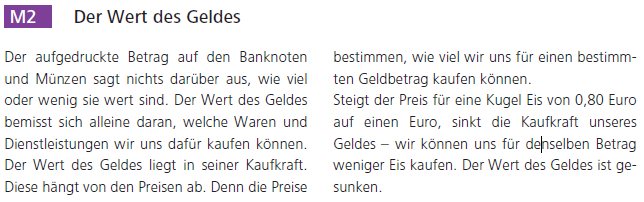 M2 Der Wert des Geldes
Der aufgedruckte Betrag auf den Banknoten
und Münzen sagt nichts darüber aus, wie viel
oder wenig sie wert sind. Der Wert des Geldes
bemisst sich alleine daran, welche Waren und
Dienstleistungen wir uns dafür kaufen können.
Der Wert des Geldes liegt in seiner Kaufkraft.
Diese hängt von den Preisen ab. Denn die Preise
bestimmen, wie viel wir uns für einen bestimm-
ten Geldbetrag kaufen können.
Steigt der Preis für eine Kugel Eis von 0,80 Euro
auf einen Euro, sinkt die Kaufkraft unseres
Geldes – wir können uns für denselben Betrag
weniger Eis kaufen. Der Wert des Geldes ist ge-
sunken.